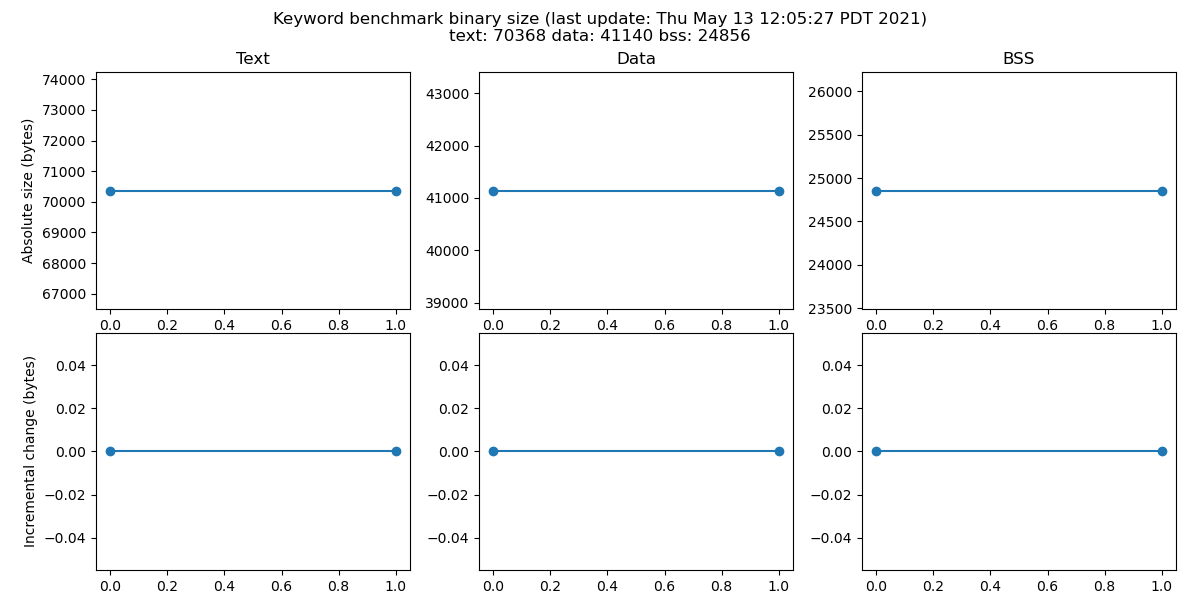 Keyword benchmark binary size (last update: Thu May 13 12:05:27 PDT 2021)
text: 70368 data: 41140 bss: 24856
Text
Data
BSS
Absolute size (bytes)
74000
73000
72000
71000
70000
69000
68000
67000
0.0 0.2 0.4 0.6 0.8 1.0
43000
42000
41000
40000
39000
0.0 0.2 0.4 0.6 0.8 1.0
26000
25500
25000
24500
24000
23500
0.0 0.2 0.4 0.6 0.8 1.0
Incremental change (bytes)
0.04
0.02
0.00
−0.02
−0.04
0.0 0.2 0.4 0.6 0.8 1.0
0.04
0.02
0.00
−0.02
−0.04
0.0 0.2 0.4 0.6 0.8 1.0
0.04
0.02
0.00
−0.02
−0.04
0.0 0.2 0.4 0.6 0.8 1.0